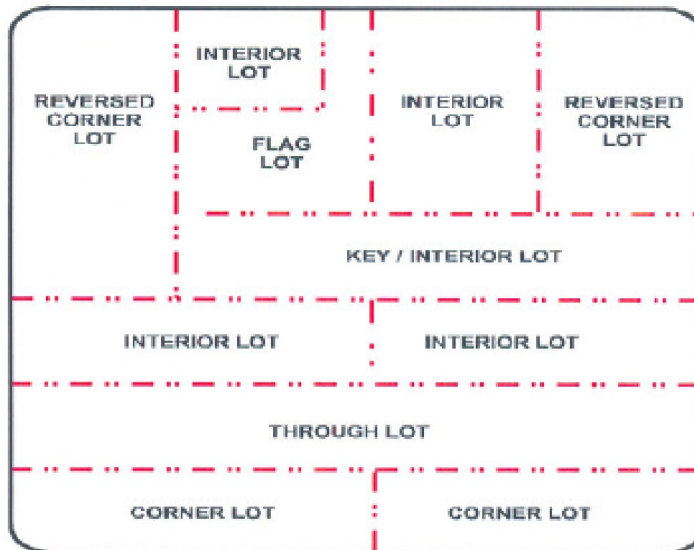 INTERIOR
LOT
REVERSED
CORNER
LOT
FLAG
LOT
INTERIOR
LOT
REVERSED
CORNER
LOT
KEY / INTERIOR LOT
INTERIOR LOT
INTERIOR LOT
THROUGH LOT
CORNER LOT
CORNER LOT